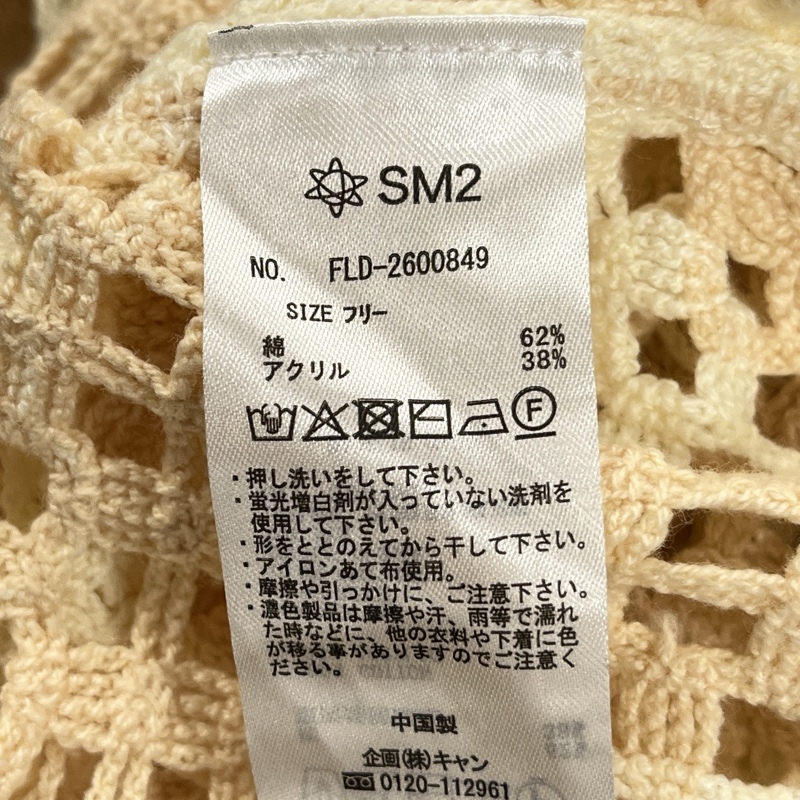 SM2
NO. FLD-2600849
SIZE フリー
綿 62%
アクリル 38%
F
・押し洗いをして下さい。
・蛍光増白剤が入っていない洗剤を
使用して下さい。
・形をととのえてから干して下さい。
・アイロンあて布使用。
・摩擦や引っかけに、ご注意下さい。
・濃色製品は摩擦や汗、雨等で濡れ
た時などに、他の衣料や下着に色
が移る事がありますのでご注意く
ださい。
中国製
企画(株)キャン
0120-112961